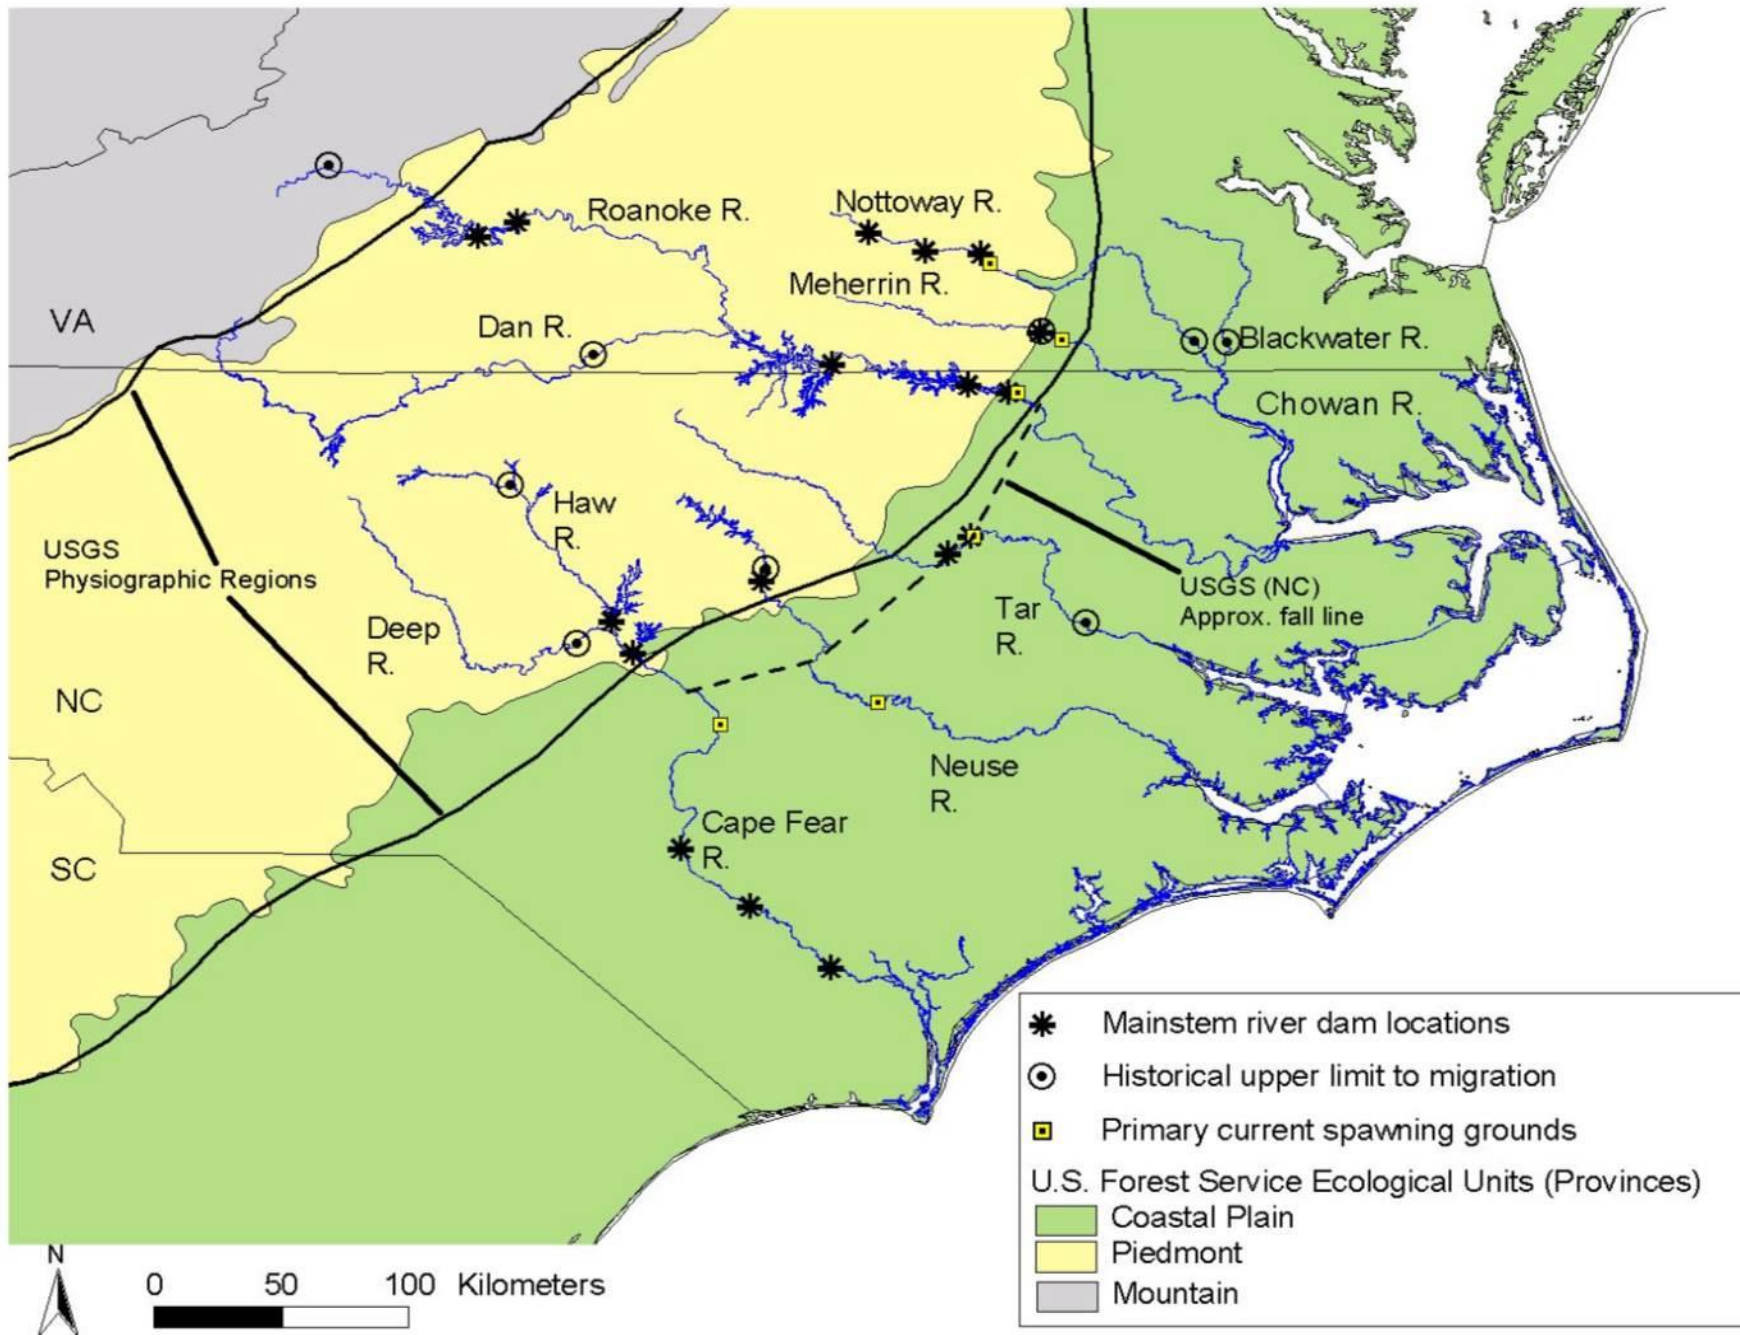 Roanoke R.
Nottoway R.
Meherrin R.
VA
Dan R.
Blackwater R.
Chowan R.
Haw
R.
USGS
Physiographic Regions
USGS (NC)
Approx. fall line
Deep
R.
Tar
R.
NC
Neuse
R.
Cape Fear
R.
SC
Mainstem river dam locations
Historical upper limit to migration
Primary current spawning grounds
U.S. Forest Service Ecological Units (Provinces)
Coastal Plain
Piedmont
Mountain
N
0 50 100 Kilometers